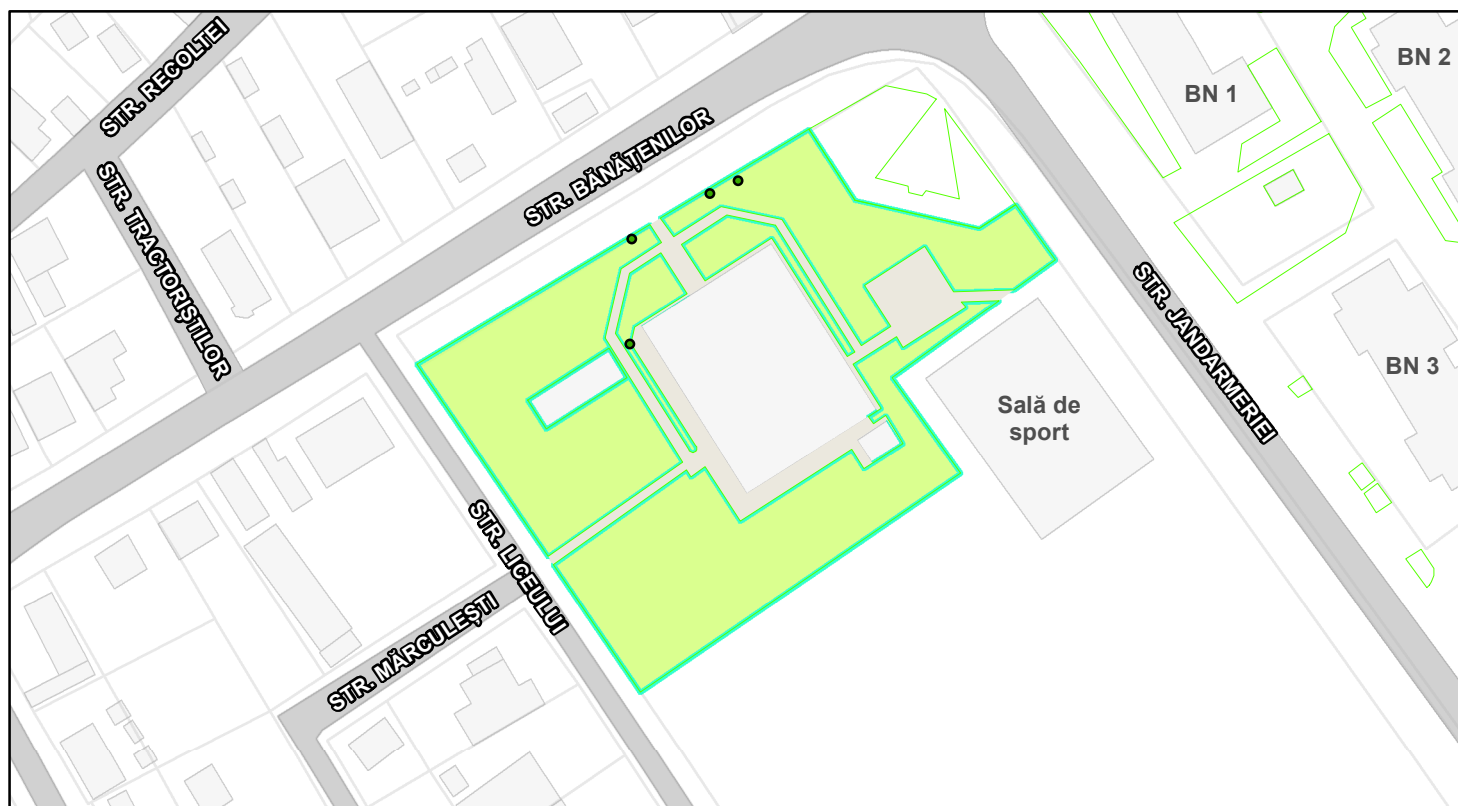 STR. RECOLTEI
BN 2
BN 1
STR. BĂNĂȚENILOR
STR. TRACTORIȘTILOR
STR. JANDARMERIEI
BN 3
Sală de
sport
STR. LICEULUI
STR. MĂRCULEȘTI